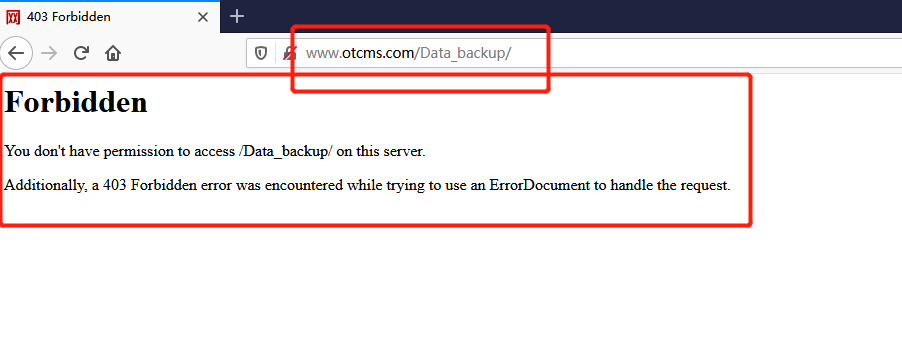 403 Forbidden
www.otcms.com/Data_backup/
Forbidden
You don't have permission to access /Data_backup/ on this server.
Additionally, a 403 Forbidden error was encountered while trying to use an ErrorDocument to handle the request.